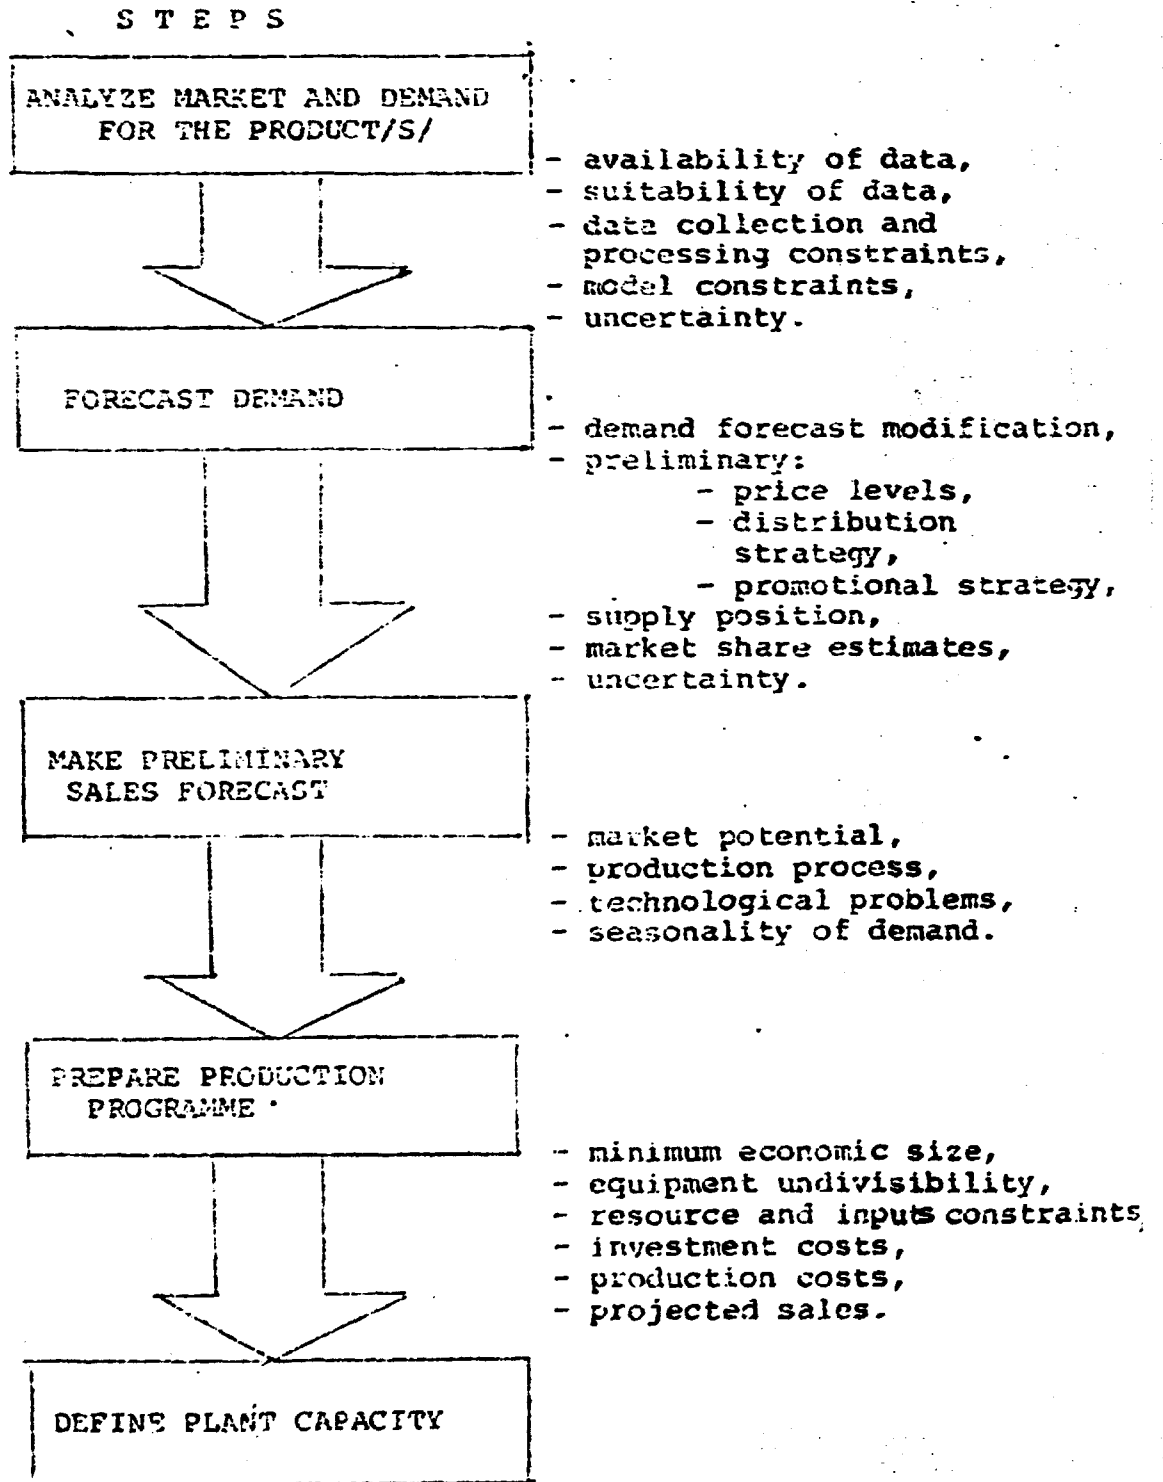 S T E P S
ANALYZE MARKET AND DEMAND
FOR THE PRODUCT/S/
- availability of data,
- suitability of data,
- data collection and
processing constraints,
- model constraints,
- uncertainty.
FORECAST DEMAND
- demand forecast modification,
- preliminary:
- price levels,
- distribution
strategy,
- promotional strategy,
- supply position,
- market share estimates,
- uncertainty.
MAKE PRELIMINARY
SALES FORECAST
- market potential,
- production process,
- technological problems,
- seasonality of demand.
PREPARE PRODUCTION
PROGRAMME
- minimum economic size,
- equipment undivisibility,
- resource and inputs constraints,
- investment costs,
- production costs,
- projected sales.
DEFINE PLANT CAPACITY